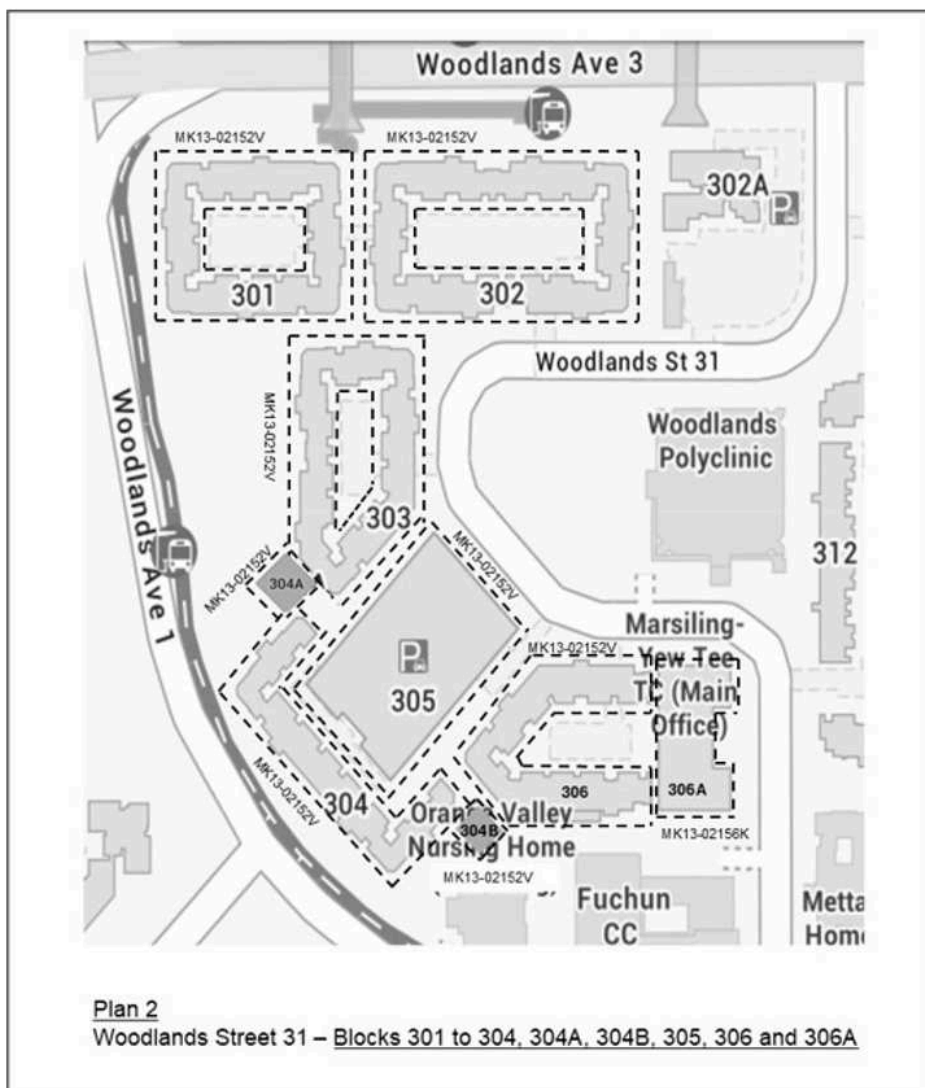 Woodlands Ave 3
MK13-02152V
MK13-02152V
302A
P
301
302
Woodlands St 31
MK13-02152V
Woodlands
Polyclinic
Woodlands Ave 1
303
312
MK13-02152V
304A
MK13-02152V
Marsiling-
Yew Tee
TC (Main
Office)
MK13-02152V
P
305
306
306A
MK13-02152V
304
Orange Valley
304B
Nursing Home
MK13-02156K
MK13-02152V
Fuchun
CC
Metta
Home
Plan 2
Woodlands Street 31 – Blocks 301 to 304, 304A, 304B, 305, 306 and 306A